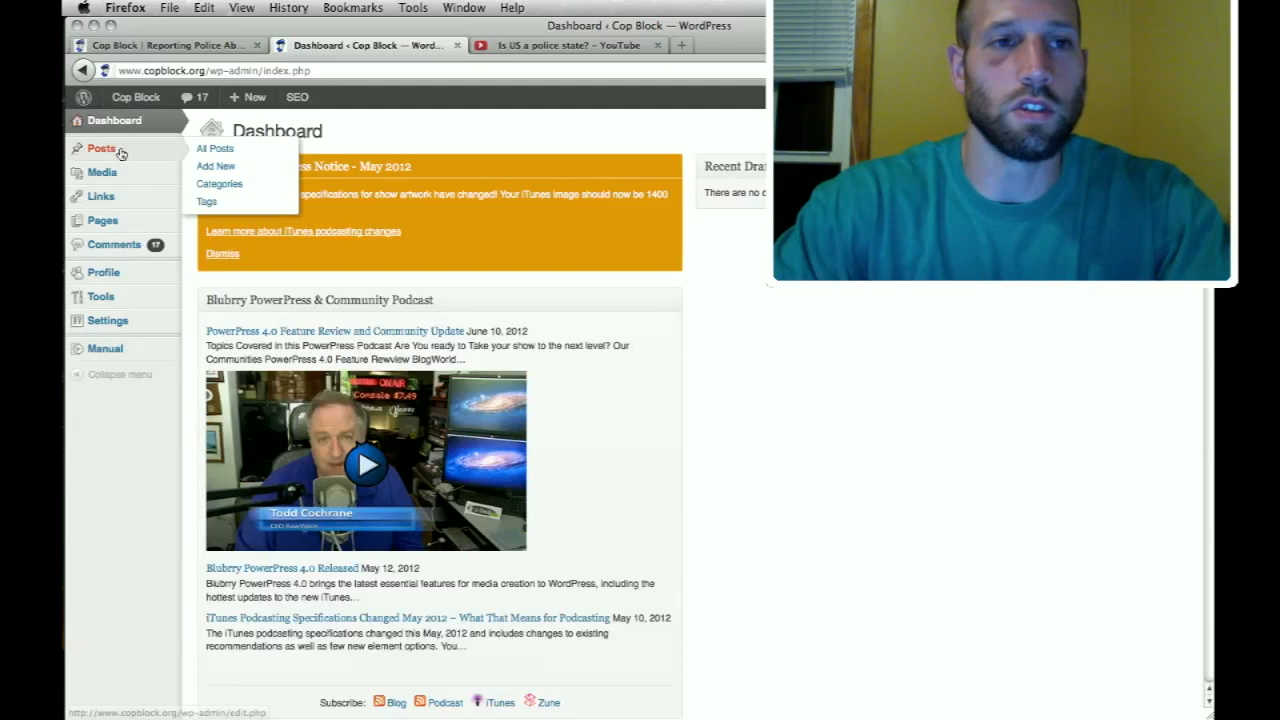 Firefox File Edit View History Bookmarks Tools Window Help
Dashboard ‹ Cop Block — WordPress
Cop Block | Reporting Police Ab... × Dashboard ‹ Cop Block — Word... × Is US a police state? – YouTube × +
www.copblock.org/wp-admin/index.php
Cop Block 17 + New SEO
Dashboard
Posts
Media
Links
Pages
Comments 17
Profile
Tools
Settings
Manual
Collapse menu
Dashboard
All Posts
Add New
Categories
Tags
ss Notice - May 2012
specifications for show artwork have changed! Your iTunes image should now be 1400
Learn more about iTunes podcasting changes
Dismiss
Recent Dra
There are no d
Blubrry PowerPress & Community Podcast
PowerPress 4.0 Feature Review and Community Update June 10, 2012
Topics Covered in this PowerPress Podcast Are You ready to Take your show to the next level? Our
Communities PowerPress 4.0 Feature Rewview BlogWorld...
ON AIR
Comsale $7.49
Todd Cochrane
CEO RawVoice
Blubrry PowerPress 4.0 Released May 12, 2012
Blubrry PowerPress 4.0 brings the latest essential features for media creation to WordPress, including the
hottest updates to the new iTunes...
iTunes Podcasting Specifications Changed May 2012 – What That Means for Podcasting May 10, 2012
The iTunes podcasting specifications changed this May, 2012 and includes changes to existing
recommendations as well as few new element options. You...
Subscribe: Blog Podcast iTunes Zune
http://www.copblock.org/wp-admin/edit.php